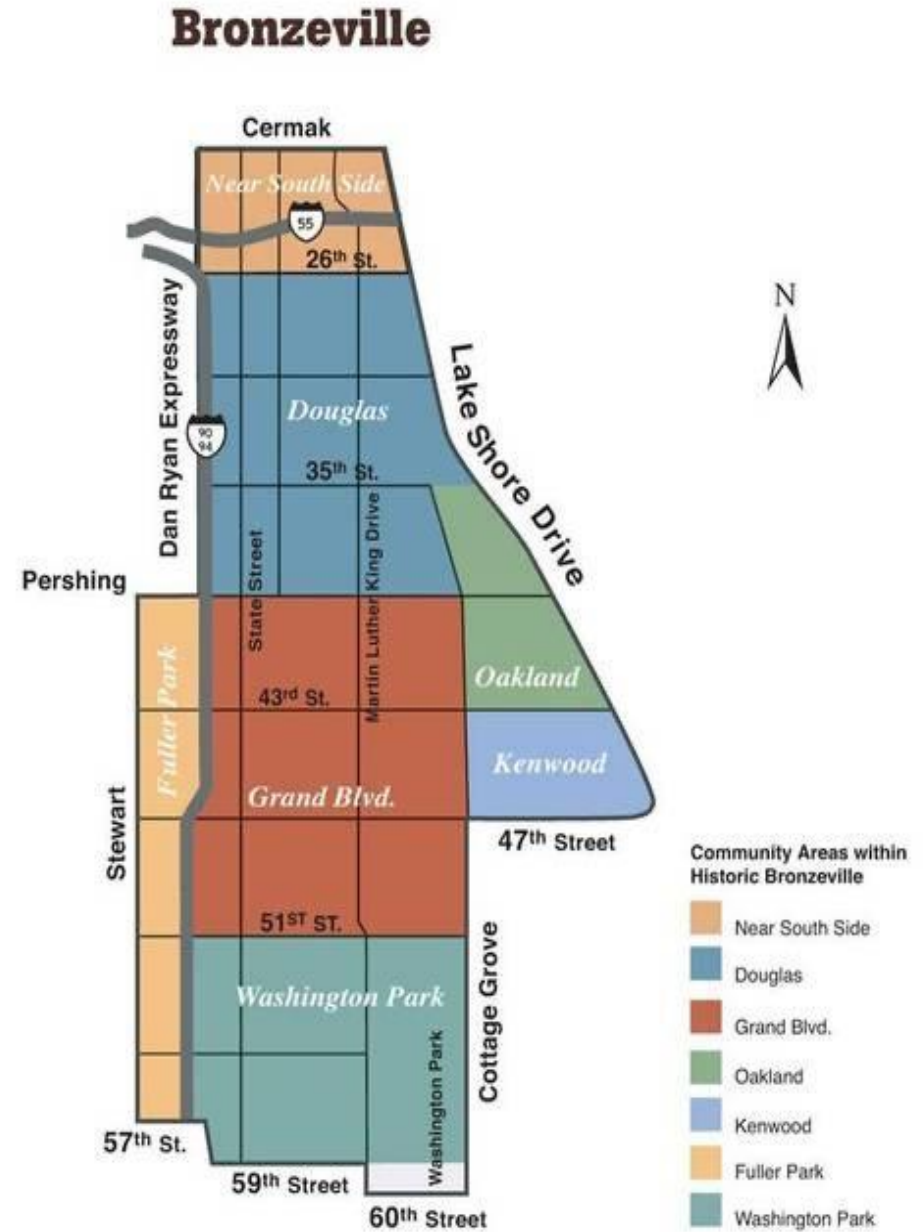 Bronzeville
Cermak
Near South Side
55
26th St.
N
Dan Ryan Expressway
Lake Shore Drive
90
94
Douglas
35th St.
State Street
Martin Luther King Drive
Pershing
Fuller Park
Oakland
43rd St.
Kenwood
Stewart
Grand Blvd.
47th Street
51ST ST.
Washington Park
Cottage Grove
Washington Park
57th St.
59th Street
60th Street
Community Areas within
Historic Bronzeville
Near South Side
Douglas
Grand Blvd.
Oakland
Kenwood
Fuller Park
Washington Park